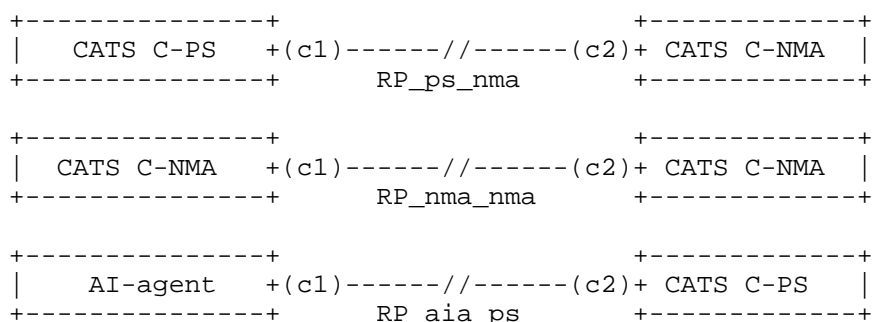 +---------------+                     +-------------+
|   CATS C-PS   +(c1)------//------(c2)+ CATS C-NMA  |
+---------------+      RP_ps_nma      +-------------+
+---------------+                     +-------------+
|  CATS C-NMA   +(c1)------//------(c2)+ CATS C-NMA  |
+---------------+      RP_nma_nma     +-------------+
+---------------+                     +-------------+
|    AI-agent   +(c1)------//------(c2)+ CATS C-PS   |
+---------------+      RP_aia_ps      +-------------+